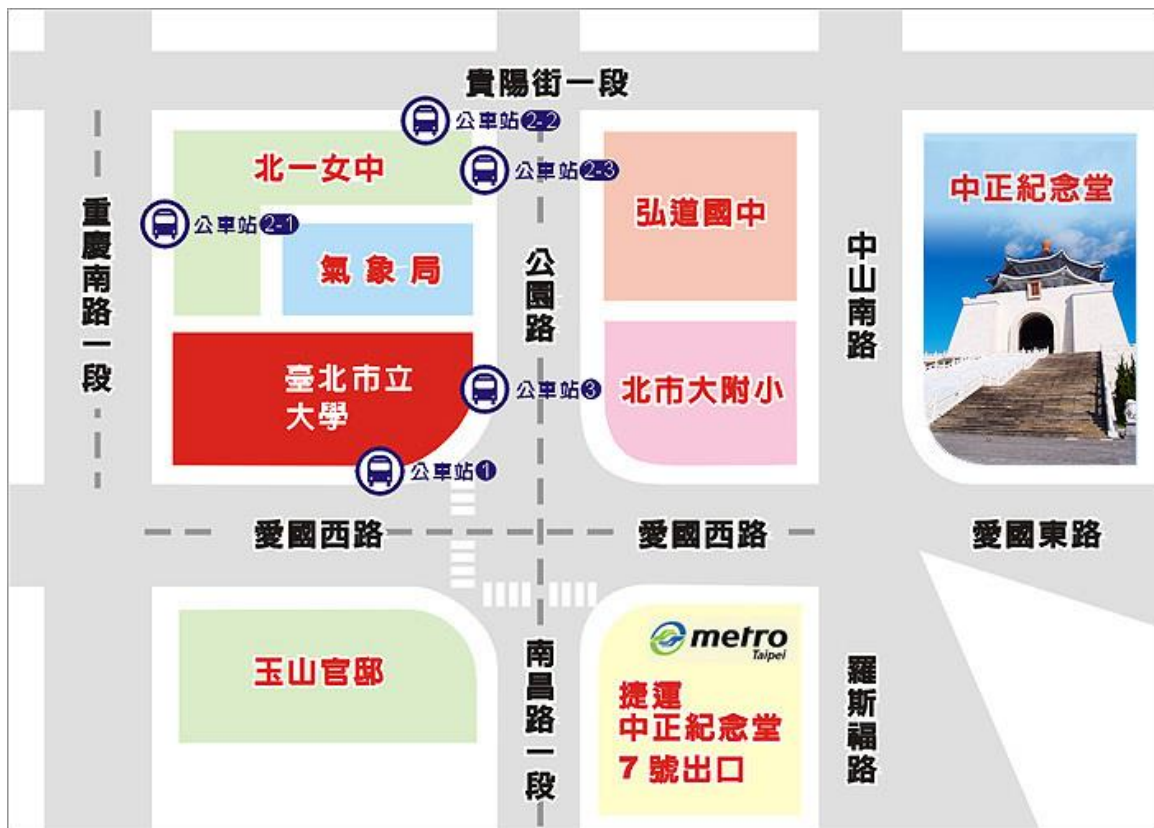 貴陽街一段
公車站2-2
北一女中
公車站2-3
中正紀念堂
弘道國中
公車站2-1
重慶南路一段
氣象局
公園路
中山南路
臺北市立
大學
公車站3
北市大附小
公車站1
愛國西路
愛國西路
愛國東路
metro
Taipei
玉山官邸
南昌路一段
捷運
中正紀念堂
7號出口
羅斯福路